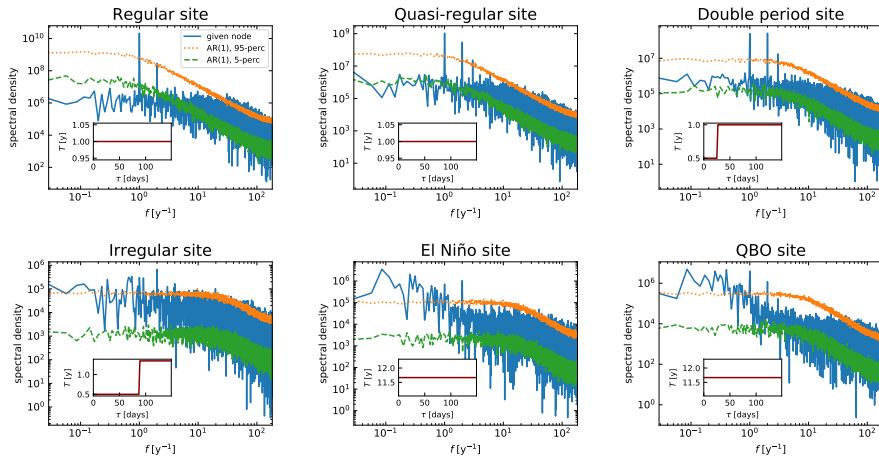 Regular site
Quasi-regular site
Double period site
given node
AR(1), 95-perc
AR(1), 5-perc
spectral density
10^10
10^8
10^6
10^4
10^2
T [y]
1.05
1.00
0.95
0 50 100
τ [days]
10^-1 10^0 10^1 10^2
f [y^-1]
spectral density
10^7
10^5
10^3
10^1
T [y]
1.05
1.00
0.95
0 50 100
τ [days]
10^-1 10^0 10^1 10^2
f [y^-1]
spectral density
10^7
10^5
10^3
10^1
T [y]
1.0
0.5
0 50 100
τ [days]
10^-1 10^0 10^1 10^2
f [y^-1]
Irregular site
El Niño site
QBO site
spectral density
10^6
10^5
10^4
10^3
10^2
10^1
10^0
T [y]
1.0
0.5
0 50 100
τ [days]
10^-1 10^0 10^1 10^2
f [y^-1]
spectral density
10^6
10^5
10^4
10^3
10^2
10^1
10^0
T [y]
12.0
11.5
0 50 100
τ [days]
10^-1 10^0 10^1 10^2
f [y^-1]
spectral density
10^6
10^4
10^2
10^0
T [y]
12.0
11.5
0 50 100
τ [days]
10^-1 10^0 10^1 10^2
f [y^-1]